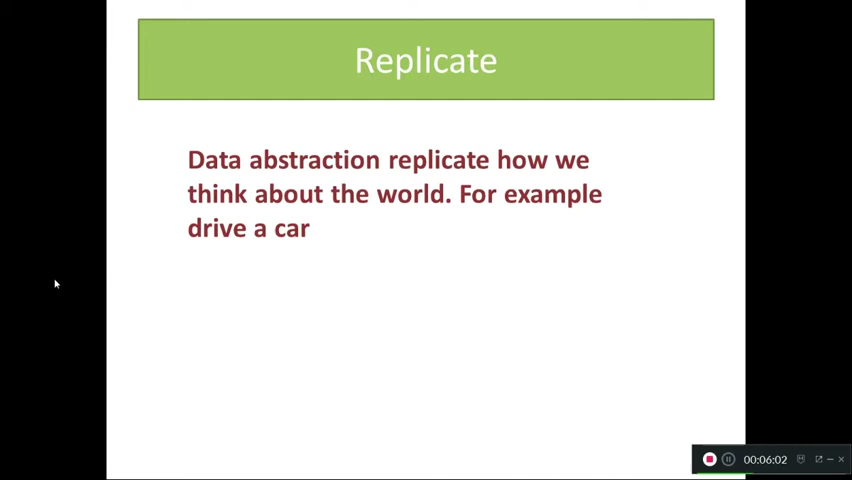 Replicate
Data abstraction replicate how we
think about the world. For example
drive a car
00:06:02